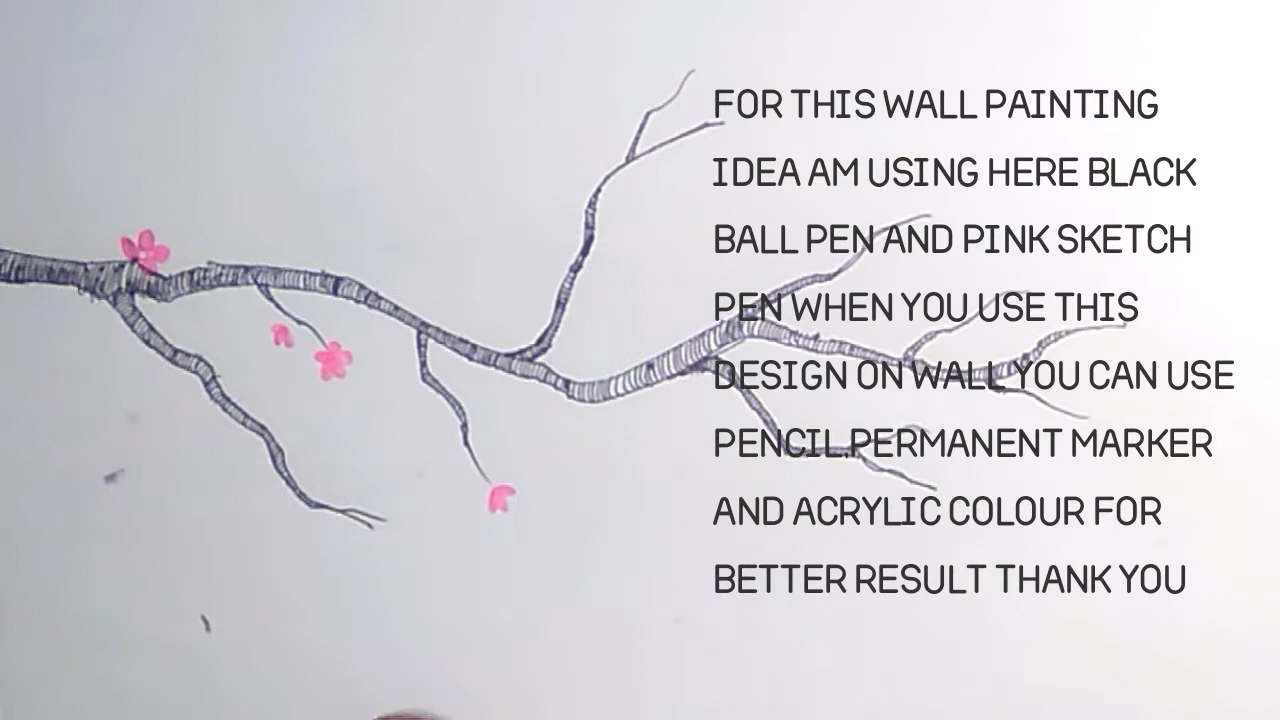 FOR THIS WALL PAINTING
IDEA AM USING HERE BLACK
BALL PEN AND PINK SKETCH
PEN WHEN YOU USE THIS
DESIGN ON WALL YOU CAN USE
PENCIL,PERMANENT MARKER
AND ACRYLIC COLOUR FOR
BETTER RESULT THANK YOU